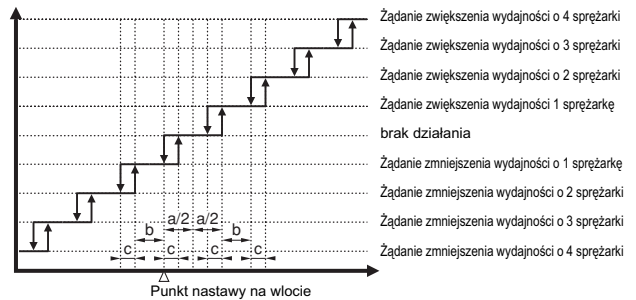 Żądanie zwiększenia wydajności o 4 sprężarki
Żądanie zwiększenia wydajności o 3 sprężarki
Żądanie zwiększenia wydajności o 2 sprężarki
Żądanie zwiększenia wydajności 1 sprężarkę
brak działania
Żądanie zmniejszenia wydajności o 1 sprężarkę
Żądanie zmniejszenia wydajności o 2 sprężarki
Żądanie zmniejszenia wydajności o 3 sprężarki
Żądanie zmniejszenia wydajności o 4 sprężarki
b a/2 a/2 b
c c c c
Punkt nastawy na wlocie